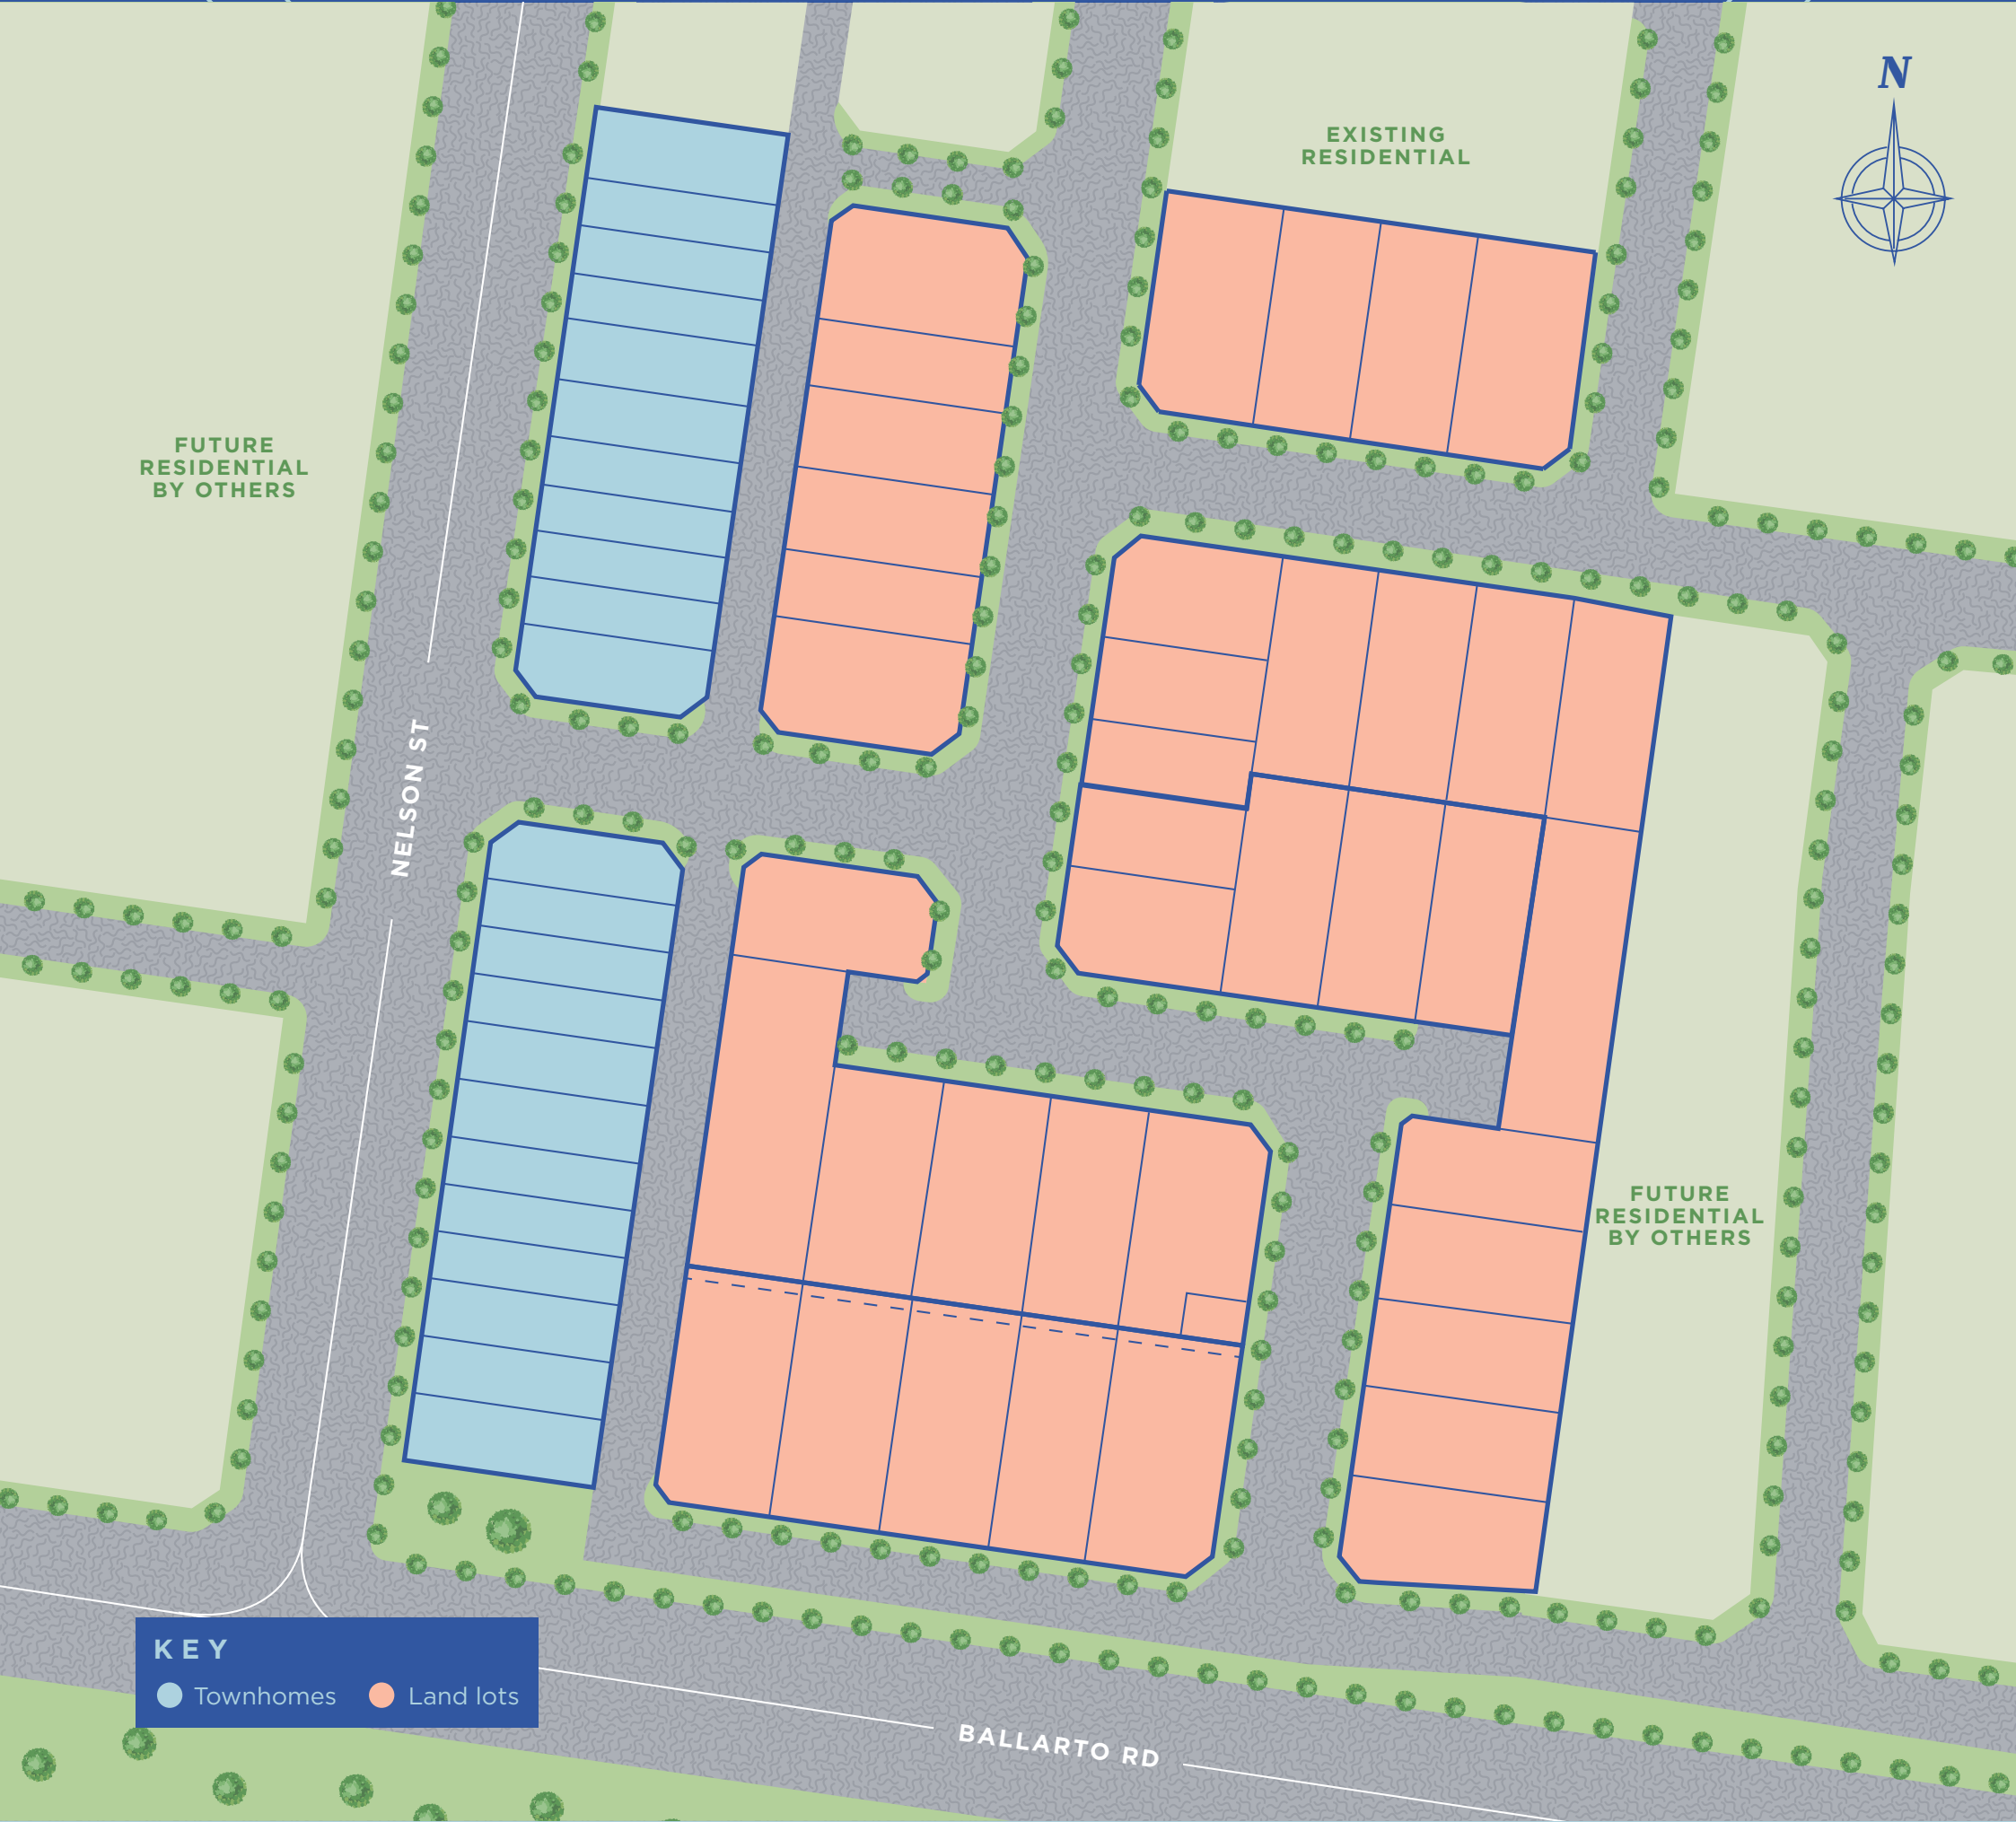 N
EXISTING
RESIDENTIAL
FUTURE
RESIDENTIAL
BY OTHERS
NELSON ST
FUTURE
RESIDENTIAL
BY OTHERS
KEY
Townhomes
Land lots
BALLARTO RD